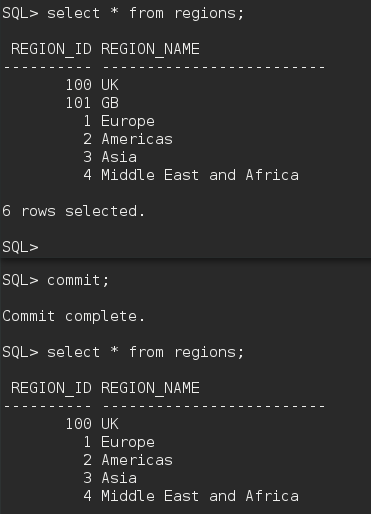 SQL> select * from regions;
 REGION_ID REGION_NAME
---------- -------------------------
       100 UK
       101 GB
         1 Europe
         2 Americas
         3 Asia
         4 Middle East and Africa
6 rows selected.
SQL>
SQL> commit;
Commit complete.
SQL> select * from regions;
 REGION_ID REGION_NAME
---------- -------------------------
       100 UK
         1 Europe
         2 Americas
         3 Asia
         4 Middle East and Africa